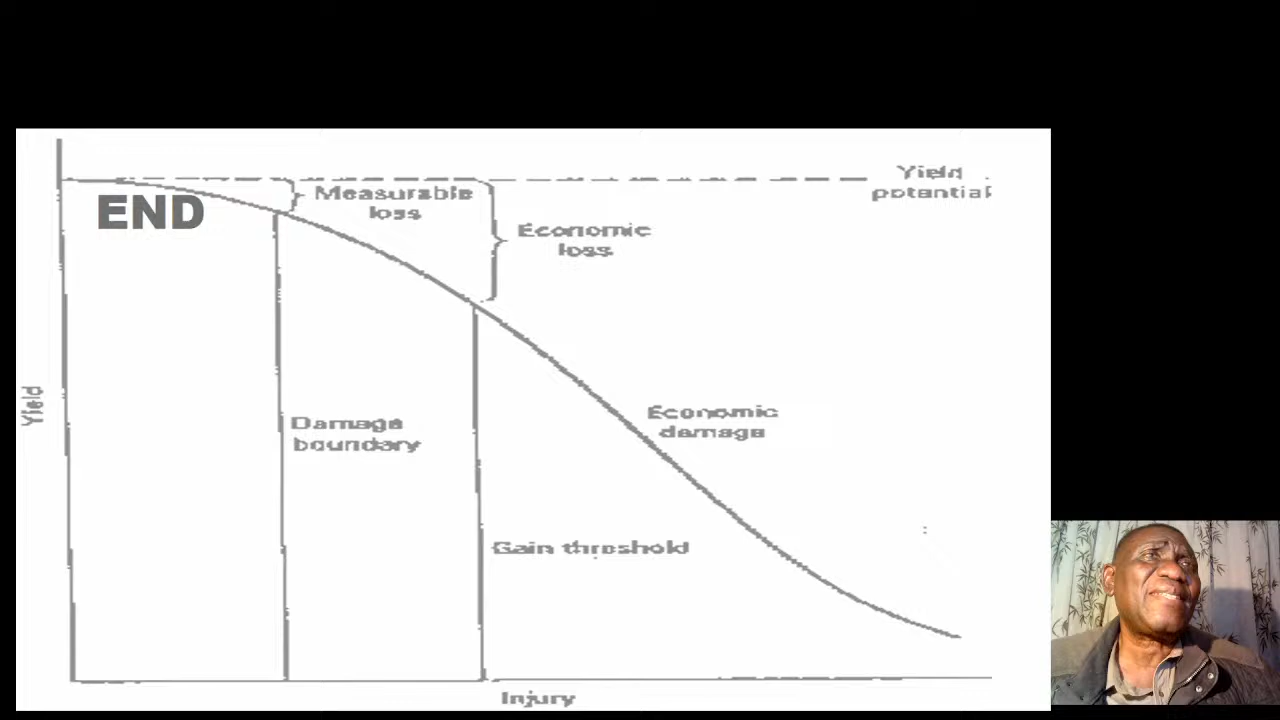 Yield
potential
END
Measurable
loss
Economic
loss
Yield
Economic
damage
Damage
boundary
Gain threshold
Injury